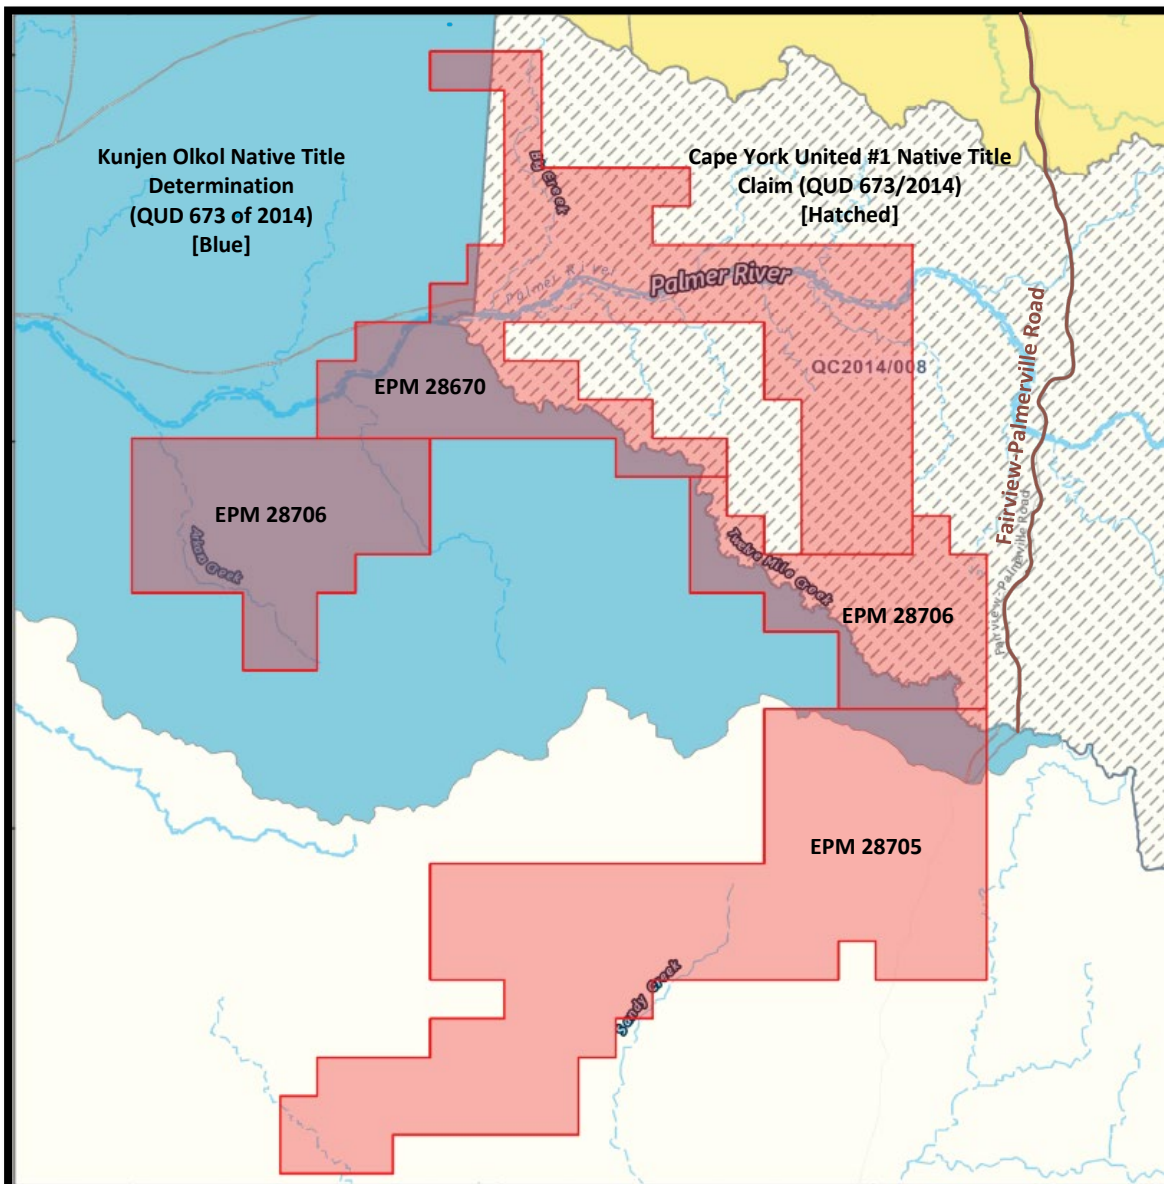 Kunjen Olkol Native Title
Determination
(QUD 673 of 2014)
[Blue]
Cape York United #1 Native Title
Claim (QUD 673/2014)
[Hatched]
Big Creek
Palmer River
Palmer River
QC2014/008
EPM 28670
Fairview-Palmerville Road
Fairview-Palmerville Road
EPM 28706
Twelve Mile Creek
EPM 28706
EPM 28705
Sandy Creek